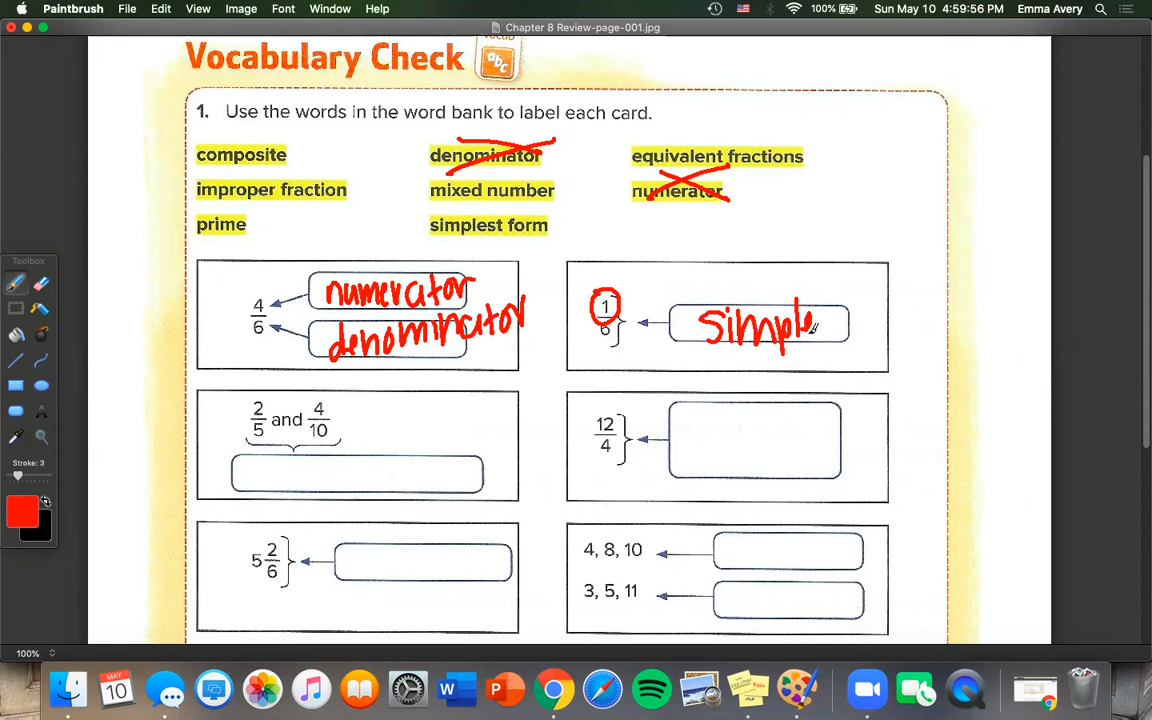 Paintbrush File Edit View Image Font Window Help 100% Sun May 10 4:59:56 PM Emma Avery
Chapter 8 Review-page-001.jpg
Vocabulary Check
vocab
abc
1. Use the words in the word bank to label each card.
composite denominator equivalent fractions
improper fraction mixed number numerator
prime simplest form
Toolbox
Stroke: 3
4/6
numerator
denominator
1/6
simple
2/5 and 4/10
12/4
5 2/6
4, 8, 10
3, 5, 11
100%
MAY
10
W
P